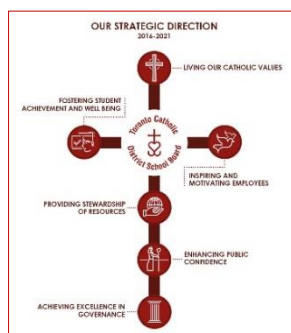 OUR STRATEGIC DIRECTION
2016-2021
LIVING OUR CATHOLIC VALUES
FOSTERING STUDENT
ACHIEVEMENT AND WELL BEING
Toronto Catholic
District School Board
INSPIRING AND
MOTIVATING EMPLOYEES
PROVIDING STEWARDSHIP
OF RESOURCES
ENHANCING PUBLIC
CONFIDENCE
ACHIEVING EXCELLENCE IN
GOVERNANCE